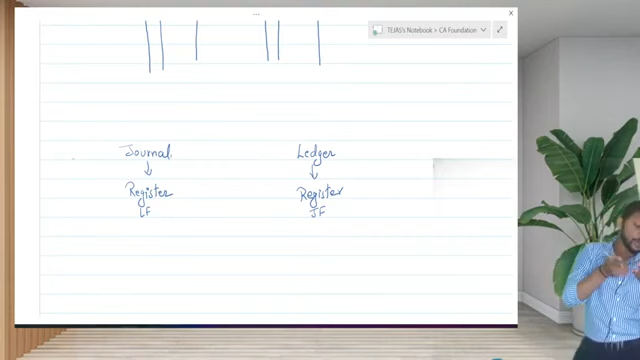 ...
x
TEJAS's Notebook > CA Foundation
Journal.
Ledger
Register
Register
LF
JF